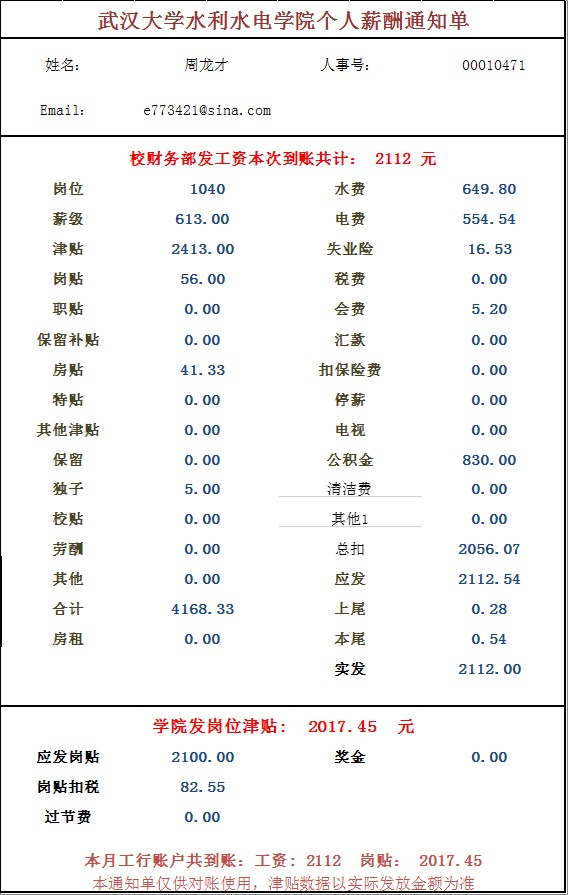 武汉大学水利水电学院个人薪酬通知单
姓名: 周龙才 人事号: 00010471
Email: e773421@sina.com
校财务部发工资本次到账共计: 2112 元
岗位 1040 水费 649.80
薪级 613.00 电费 554.54
津贴 2413.00 失业险 16.53
岗贴 56.00 税费 0.00
职贴 0.00 会费 5.20
保留补贴 0.00 汇款 0.00
房贴 41.33 扣保险费 0.00
特贴 0.00 停薪 0.00
其他津贴 0.00 电视 0.00
保留 0.00 公积金 830.00
独子 5.00 清洁费 0.00
校贴 0.00 其他1 0.00
劳酬 0.00 总扣 2056.07
其他 0.00 应发 2112.54
合计 4168.33 上尾 0.28
房租 0.00 本尾 0.54
实发 2112.00
学院发岗位津贴: 2017.45 元
应发岗贴 2100.00 奖金 0.00
岗贴扣税 82.55
过节费 0.00
本月工行账户共到账:工资: 2112 岗贴: 2017.45
本通知单仅供对账使用，津贴数据以实际发放金额为准